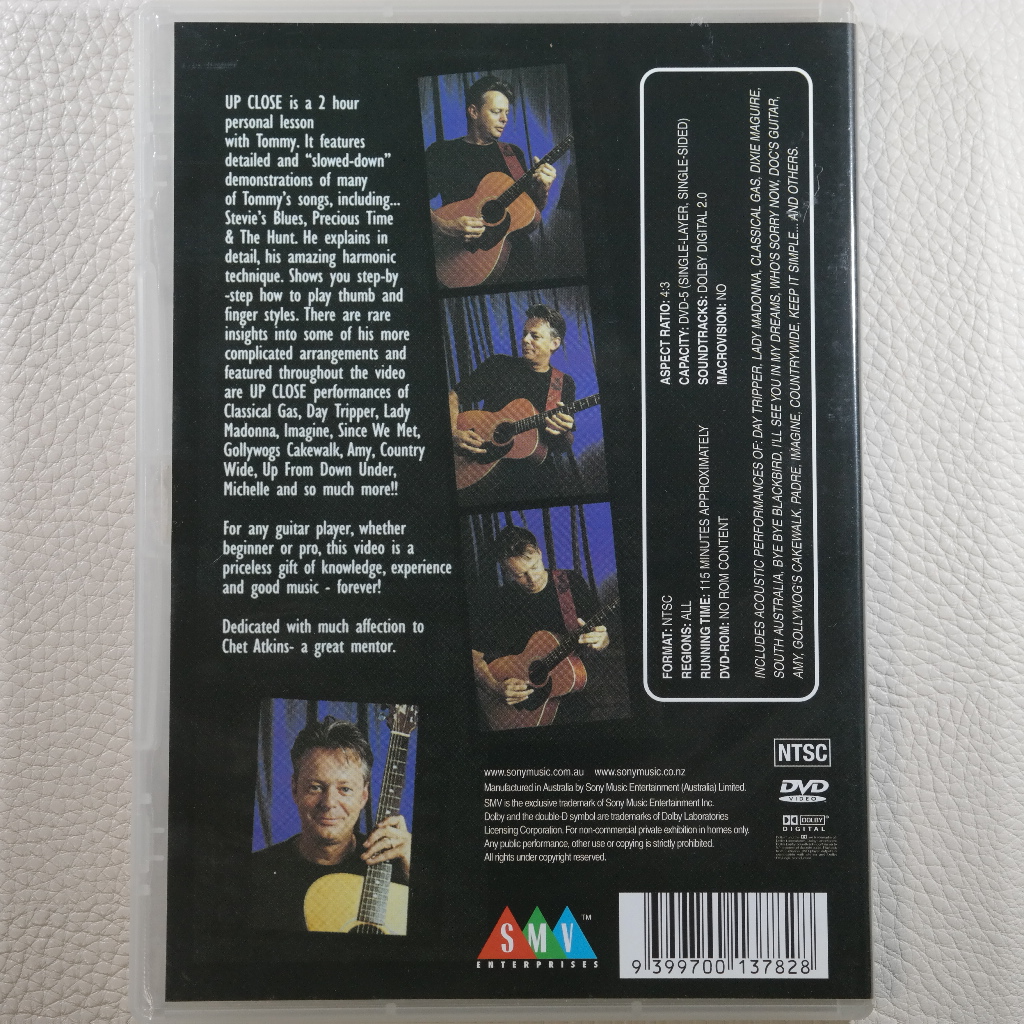 UP CLOSE is a 2 hour
personal lesson
with Tommy. It features
detailed and “slowed-down”
demonstrations of many
of Tommy's songs, including...
Stevie's Blues, Precious Time
& The Hunt. He explains in
detail, his amazing harmonic
technique. Shows you step-by
-step how to play thumb and
finger styles. There are rare
insights into some of his more
complicated arrangements and
featured throughout the video
are UP CLOSE performances of
Classical Gas, Day Tripper, Lady
Madonna, Imagine, Since We Met,
Gollywogs Cakewalk, Amy, Country
Wide, Up From Down Under,
Michelle and so much more!!
For any guitar player, whether
beginner or pro, this video is a
priceless gift of knowledge, experience
and good music - forever!
Dedicated with much affection to
Chet Atkins- a great mentor.
FORMAT: NTSC
REGIONS: ALL
RUNNING TIME: 115 MINUTES APPROXIMATELY
DVD-ROM: NO ROM CONTENT
ASPECT RATIO: 4:3
CAPACITY: DVD-5 (SINGLE-LAYER, SINGLE-SIDED)
SOUNDTRACKS: DOLBY DIGITAL 2.0
MACROVISION: NO
INCLUDES ACOUSTIC PERFORMANCES OF: DAY TRIPPER, LADY MADONNA, CLASSICAL GAS, DIXIE MAGUIRE,
SOUTH AUSTRALIA, BYE BYE BLACKBIRD, I'LL SEE YOU IN MY DREAMS, WHO'S SORRY NOW, DOC'S GUITAR,
AMY, GOLLYWOG'S CAKEWALK, PADRE, IMAGINE, COUNTRYWIDE, KEEP IT SIMPLE... AND OTHERS.
www.sonymusic.com.au www.sonymusic.co.nz
Manufactured in Australia by Sony Music Entertainment (Australia) Limited.
SMV is the exclusive trademark of Sony Music Entertainment Inc.
Dolby and the double-D symbol are trademarks of Dolby Laboratories
Licensing Corporation. For non-commercial private exhibition in homes only.
Any public performance, other use or copying is strictly prohibited.
All rights under copyright reserved.
NTSC
DVD
VIDEO
DOLBY
DIGITAL
SMV™
ENTERPRISES
9 399700 137828